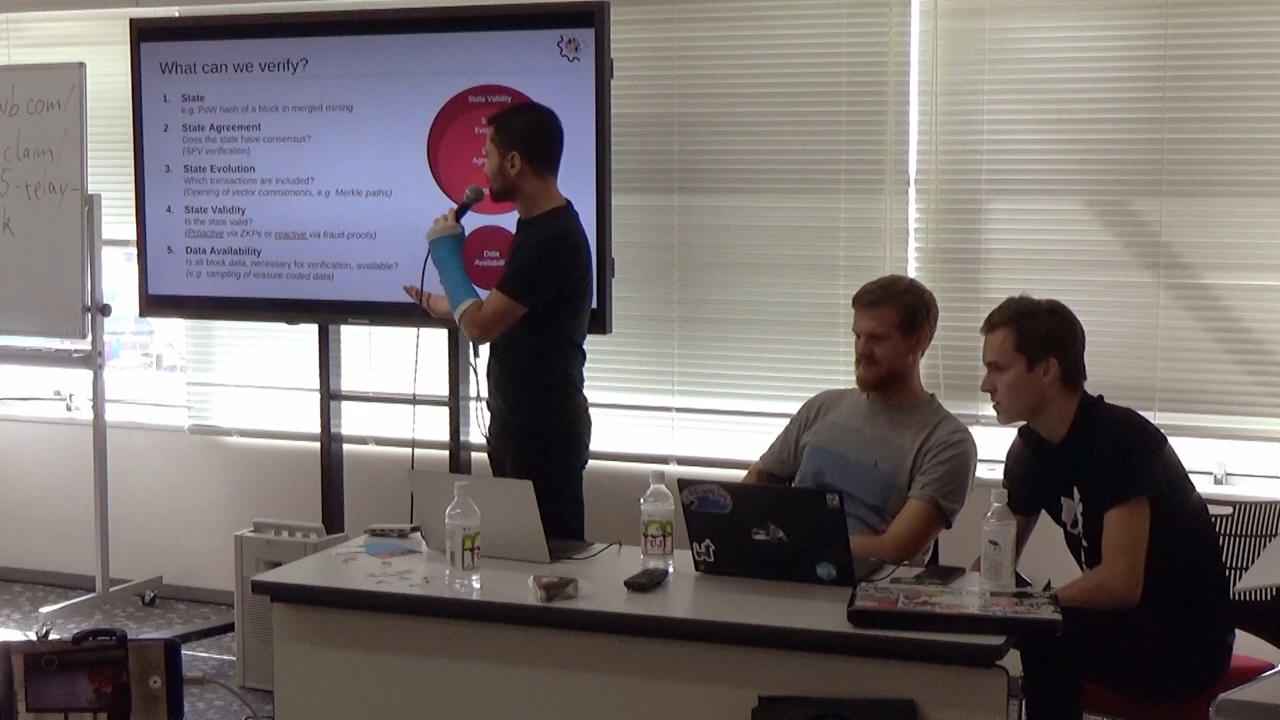 What can we verify?
1. State
e.g. PoW hash of a block in merged mining
2. State Agreement
Does the state have consensus?
(SPV verification)
3. State Evolution
Which transactions are included?
(Opening of vector commitments, e.g. Merkle paths)
4. State Validity
Is the state valid?
(Proactive via ZKPs or reactive via fraud-proofs)
5. Data Availability
Is all block data, necessary for verification, available?
(e.g. sampling of erasure coded data)
State Validity
Data
com/
claim/
5-relay-
k